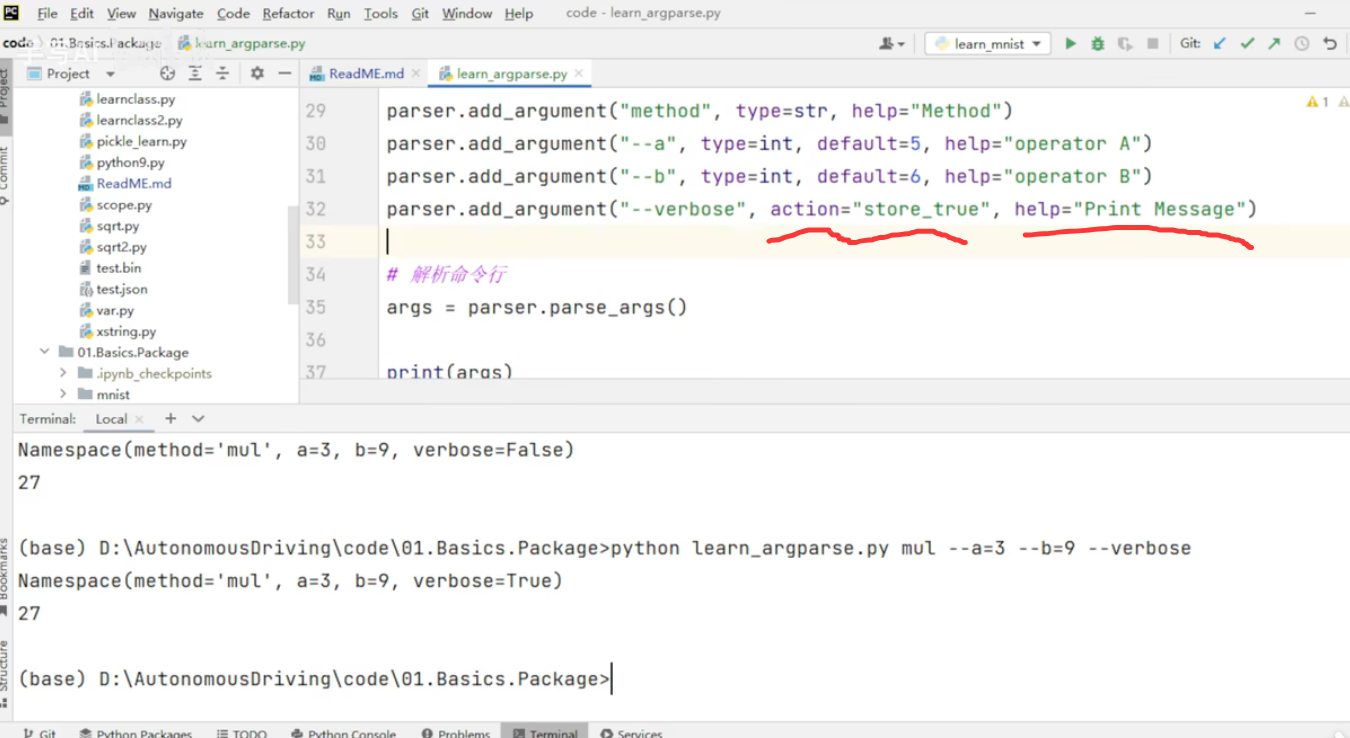 File Edit View Navigate Code Refactor Run Tools Git Window Help code - learn_argparse.py
code 01.Basics.Package learn_argparse.py learn_mnist Git:
Project ReadME.md learn_argparse.py
learnclass.py
learnclass2.py
pickle_learn.py
python9.py
ReadME.md
scope.py
sqrt.py
sqrt2.py
test.bin
test.json
var.py
xstring.py
01.Basics.Package
.ipynb_checkpoints
mnist
29 parser.add_argument("method", type=str, help="Method")
30 parser.add_argument("--a", type=int, default=5, help="operator A")
31 parser.add_argument("--b", type=int, default=6, help="operator B")
32 parser.add_argument("--verbose", action="store_true", help="Print Message")
33
34 # 解析命令行
35 args = parser.parse_args()
36
37 print(args)
1
Project
Commit
Terminal: Local
Namespace(method='mul', a=3, b=9, verbose=False)
27
(base) D:\AutonomousDriving\code\01.Basics.Package>python learn_argparse.py mul --a=3 --b=9 --verbose
Namespace(method='mul', a=3, b=9, verbose=True)
27
(base) D:\AutonomousDriving\code\01.Basics.Package>
Bookmarks
Structure
Git Python Packages TODO Python Console Problems Terminal Services